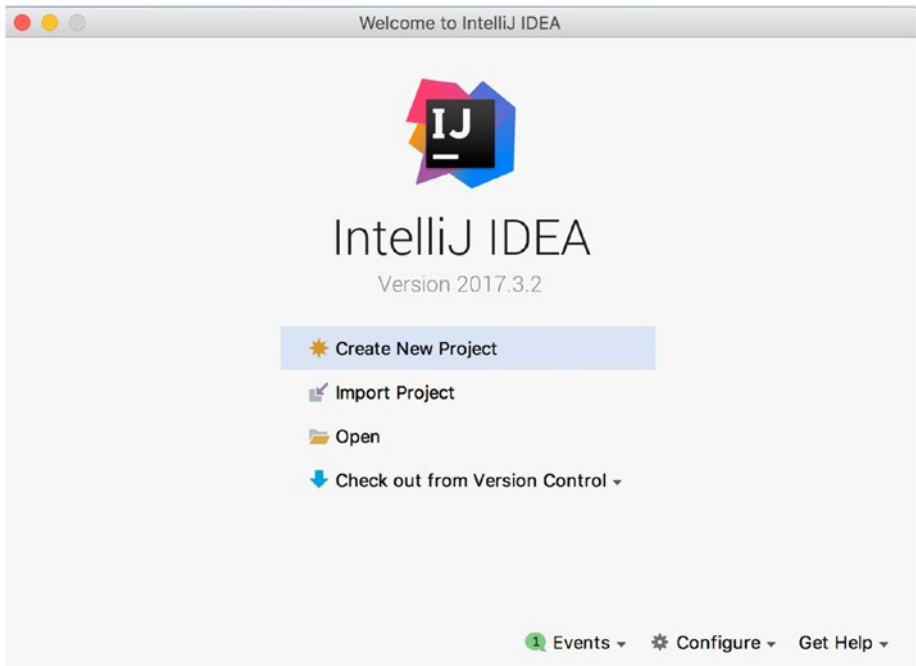 Welcome to IntelliJ IDEA
IJ
IntelliJ IDEA
Version 2017.3.2
Create New Project
Import Project
Open
Check out from Version Control
1 Events Configure Get Help